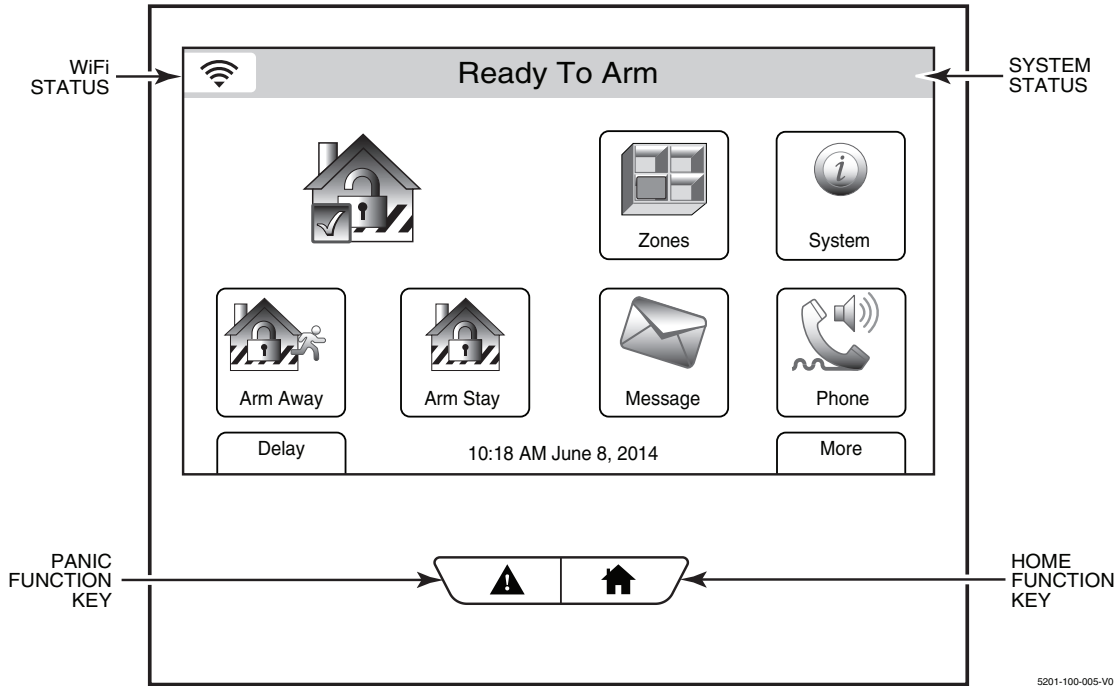 WiFi
STATUS
Ready To Arm
SYSTEM
STATUS
Zones
System
Arm Away
Arm Stay
Message
Phone
Delay
10:18 AM June 8, 2014
More
PANIC
FUNCTION
KEY
HOME
FUNCTION
KEY
5201-100-005-V0